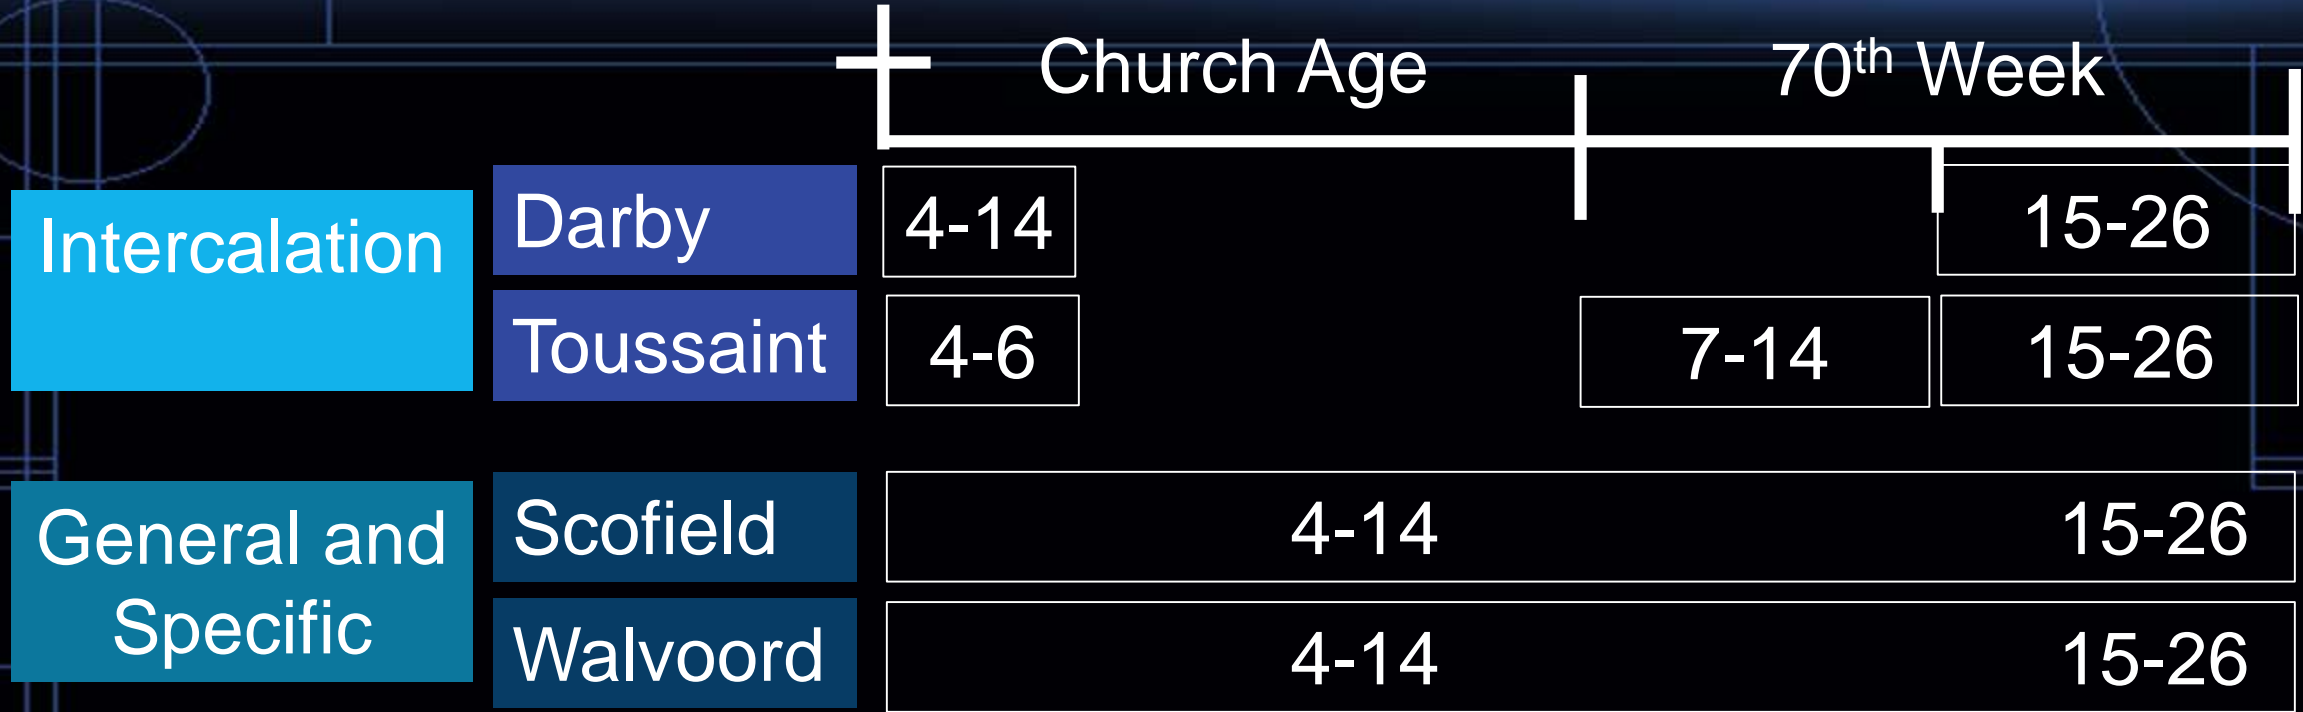 Church Age 70th Week
Intercalation
Darby 4-14 15-26
Toussaint 4-6 7-14 15-26
General and
Specific
Scofield 4-14 15-26
Walvoord 4-14 15-26